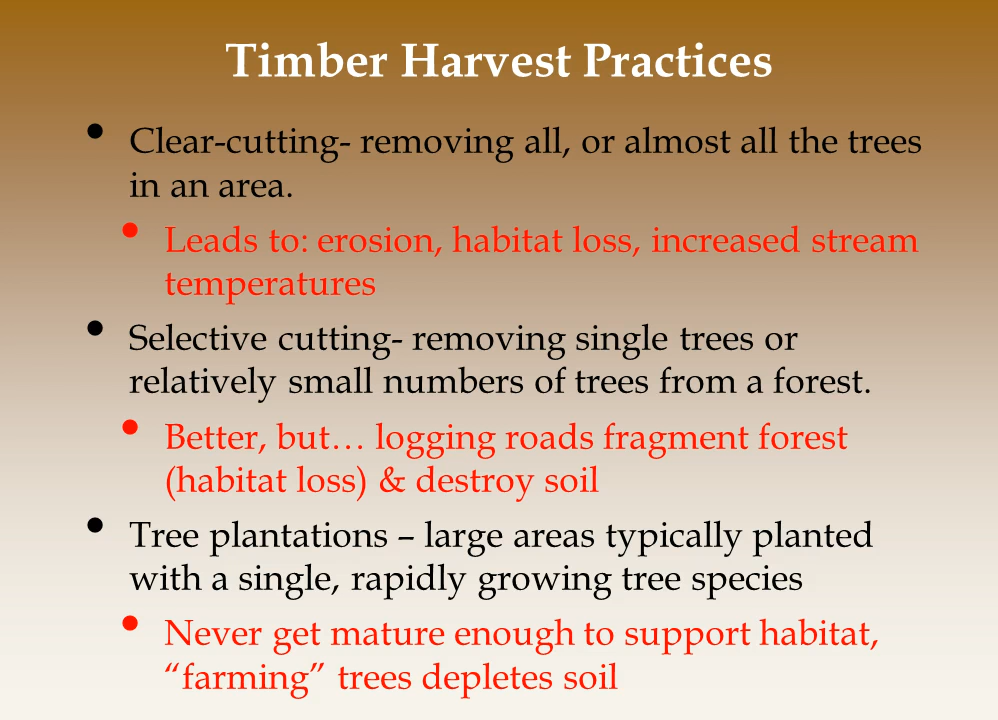 Timber Harvest Practices
• Clear-cutting- removing all, or almost all the trees
in an area.
• Leads to: erosion, habitat loss, increased stream
temperatures
• Selective cutting- removing single trees or
relatively small numbers of trees from a forest.
• Better, but… logging roads fragment forest
(habitat loss) & destroy soil
• Tree plantations – large areas typically planted
with a single, rapidly growing tree species
• Never get mature enough to support habitat,
“farming” trees depletes soil